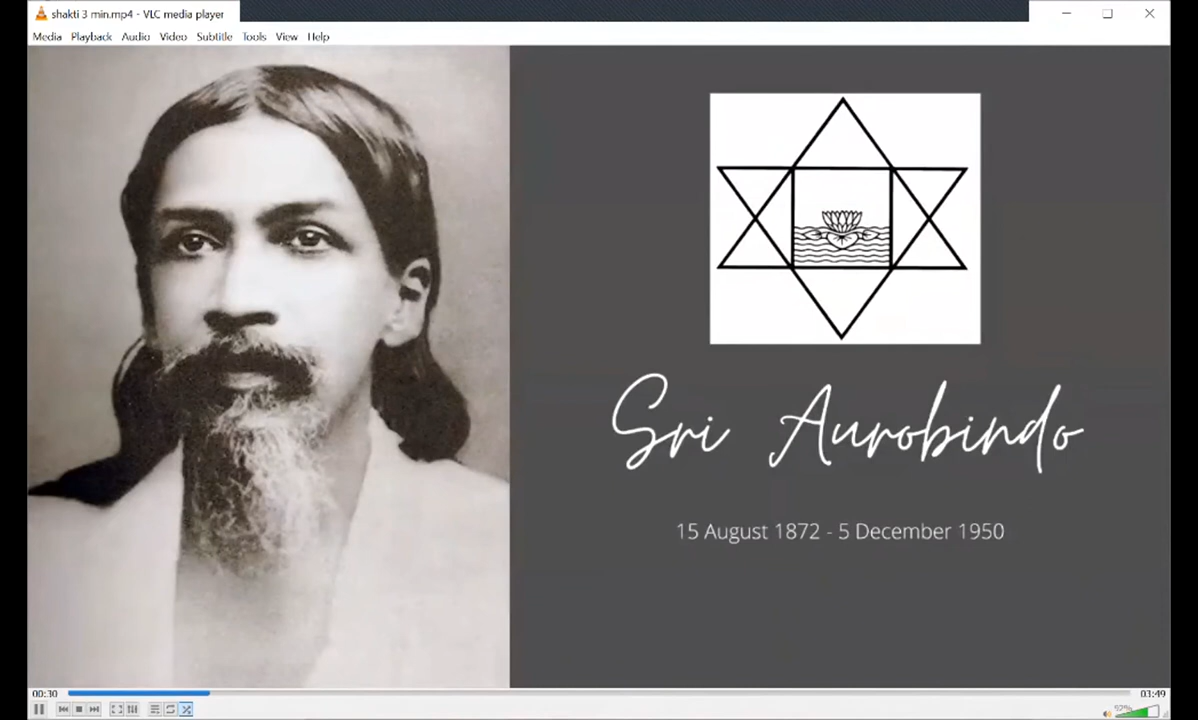 shakti 3 min.mp4 - VLC media player
Media Playback Audio Video Subtitle Tools View Help
Sri Aurobindo
15 August 1872 - 5 December 1950
00:30
03:49
92%